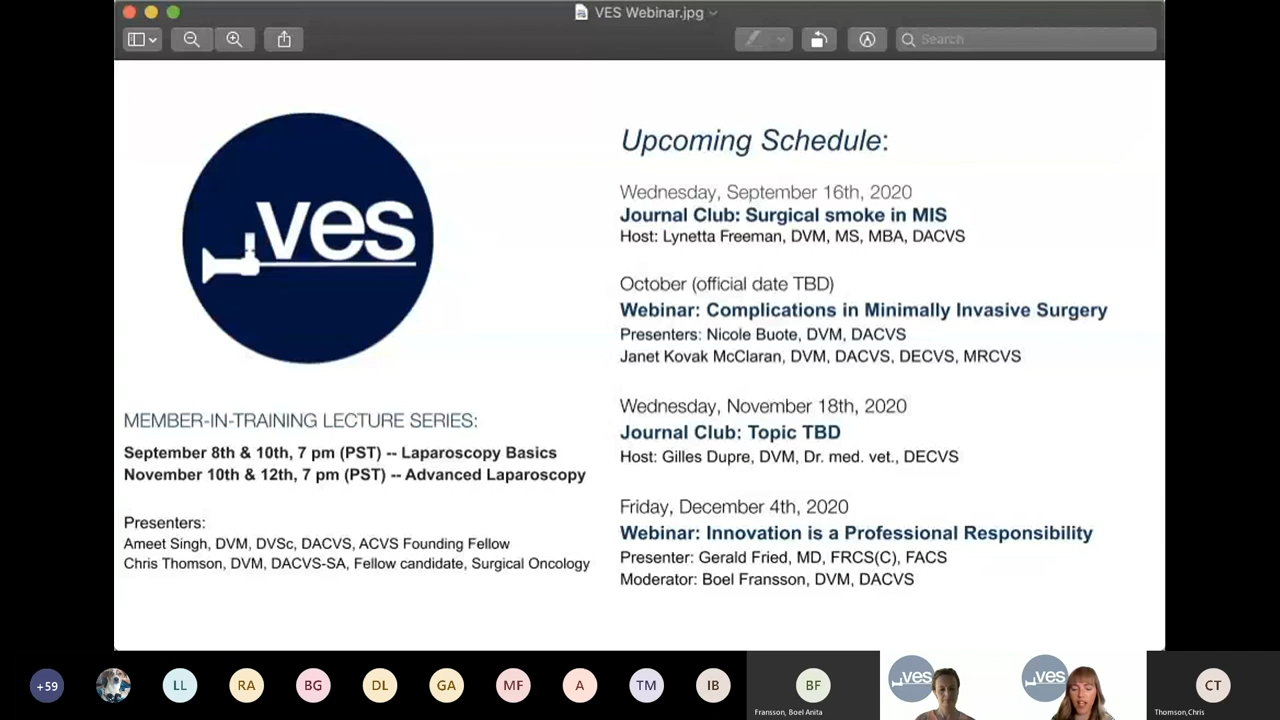 VES Webinar.jpg
Search
ves
Upcoming Schedule:
Wednesday, September 16th, 2020
Journal Club: Surgical smoke in MIS
Host: Lynetta Freeman, DVM, MS, MBA, DACVS
October (official date TBD)
Webinar: Complications in Minimally Invasive Surgery
Presenters: Nicole Buote, DVM, DACVS
Janet Kovak McClaran, DVM, DACVS, DECVS, MRCVS
Wednesday, November 18th, 2020
Journal Club: Topic TBD
Host: Gilles Dupre, DVM, Dr. med. vet., DECVS
Friday, December 4th, 2020
Webinar: Innovation is a Professional Responsibility
Presenter: Gerald Fried, MD, FRCS(C), FACS
Moderator: Boel Fransson, DVM, DACVS
MEMBER-IN-TRAINING LECTURE SERIES:
September 8th & 10th, 7 pm (PST) -- Laparoscopy Basics
November 10th & 12th, 7 pm (PST) -- Advanced Laparoscopy
Presenters:
Ameet Singh, DVM, DVSc, DACVS, ACVS Founding Fellow
Chris Thomson, DVM, DACVS-SA, Fellow candidate, Surgical Oncology
+59
LL
RA
BG
DL
GA
MF
A
TM
IB
BF
Fransson, Boel Anita
ves
ves
CT
Thomson,Chris